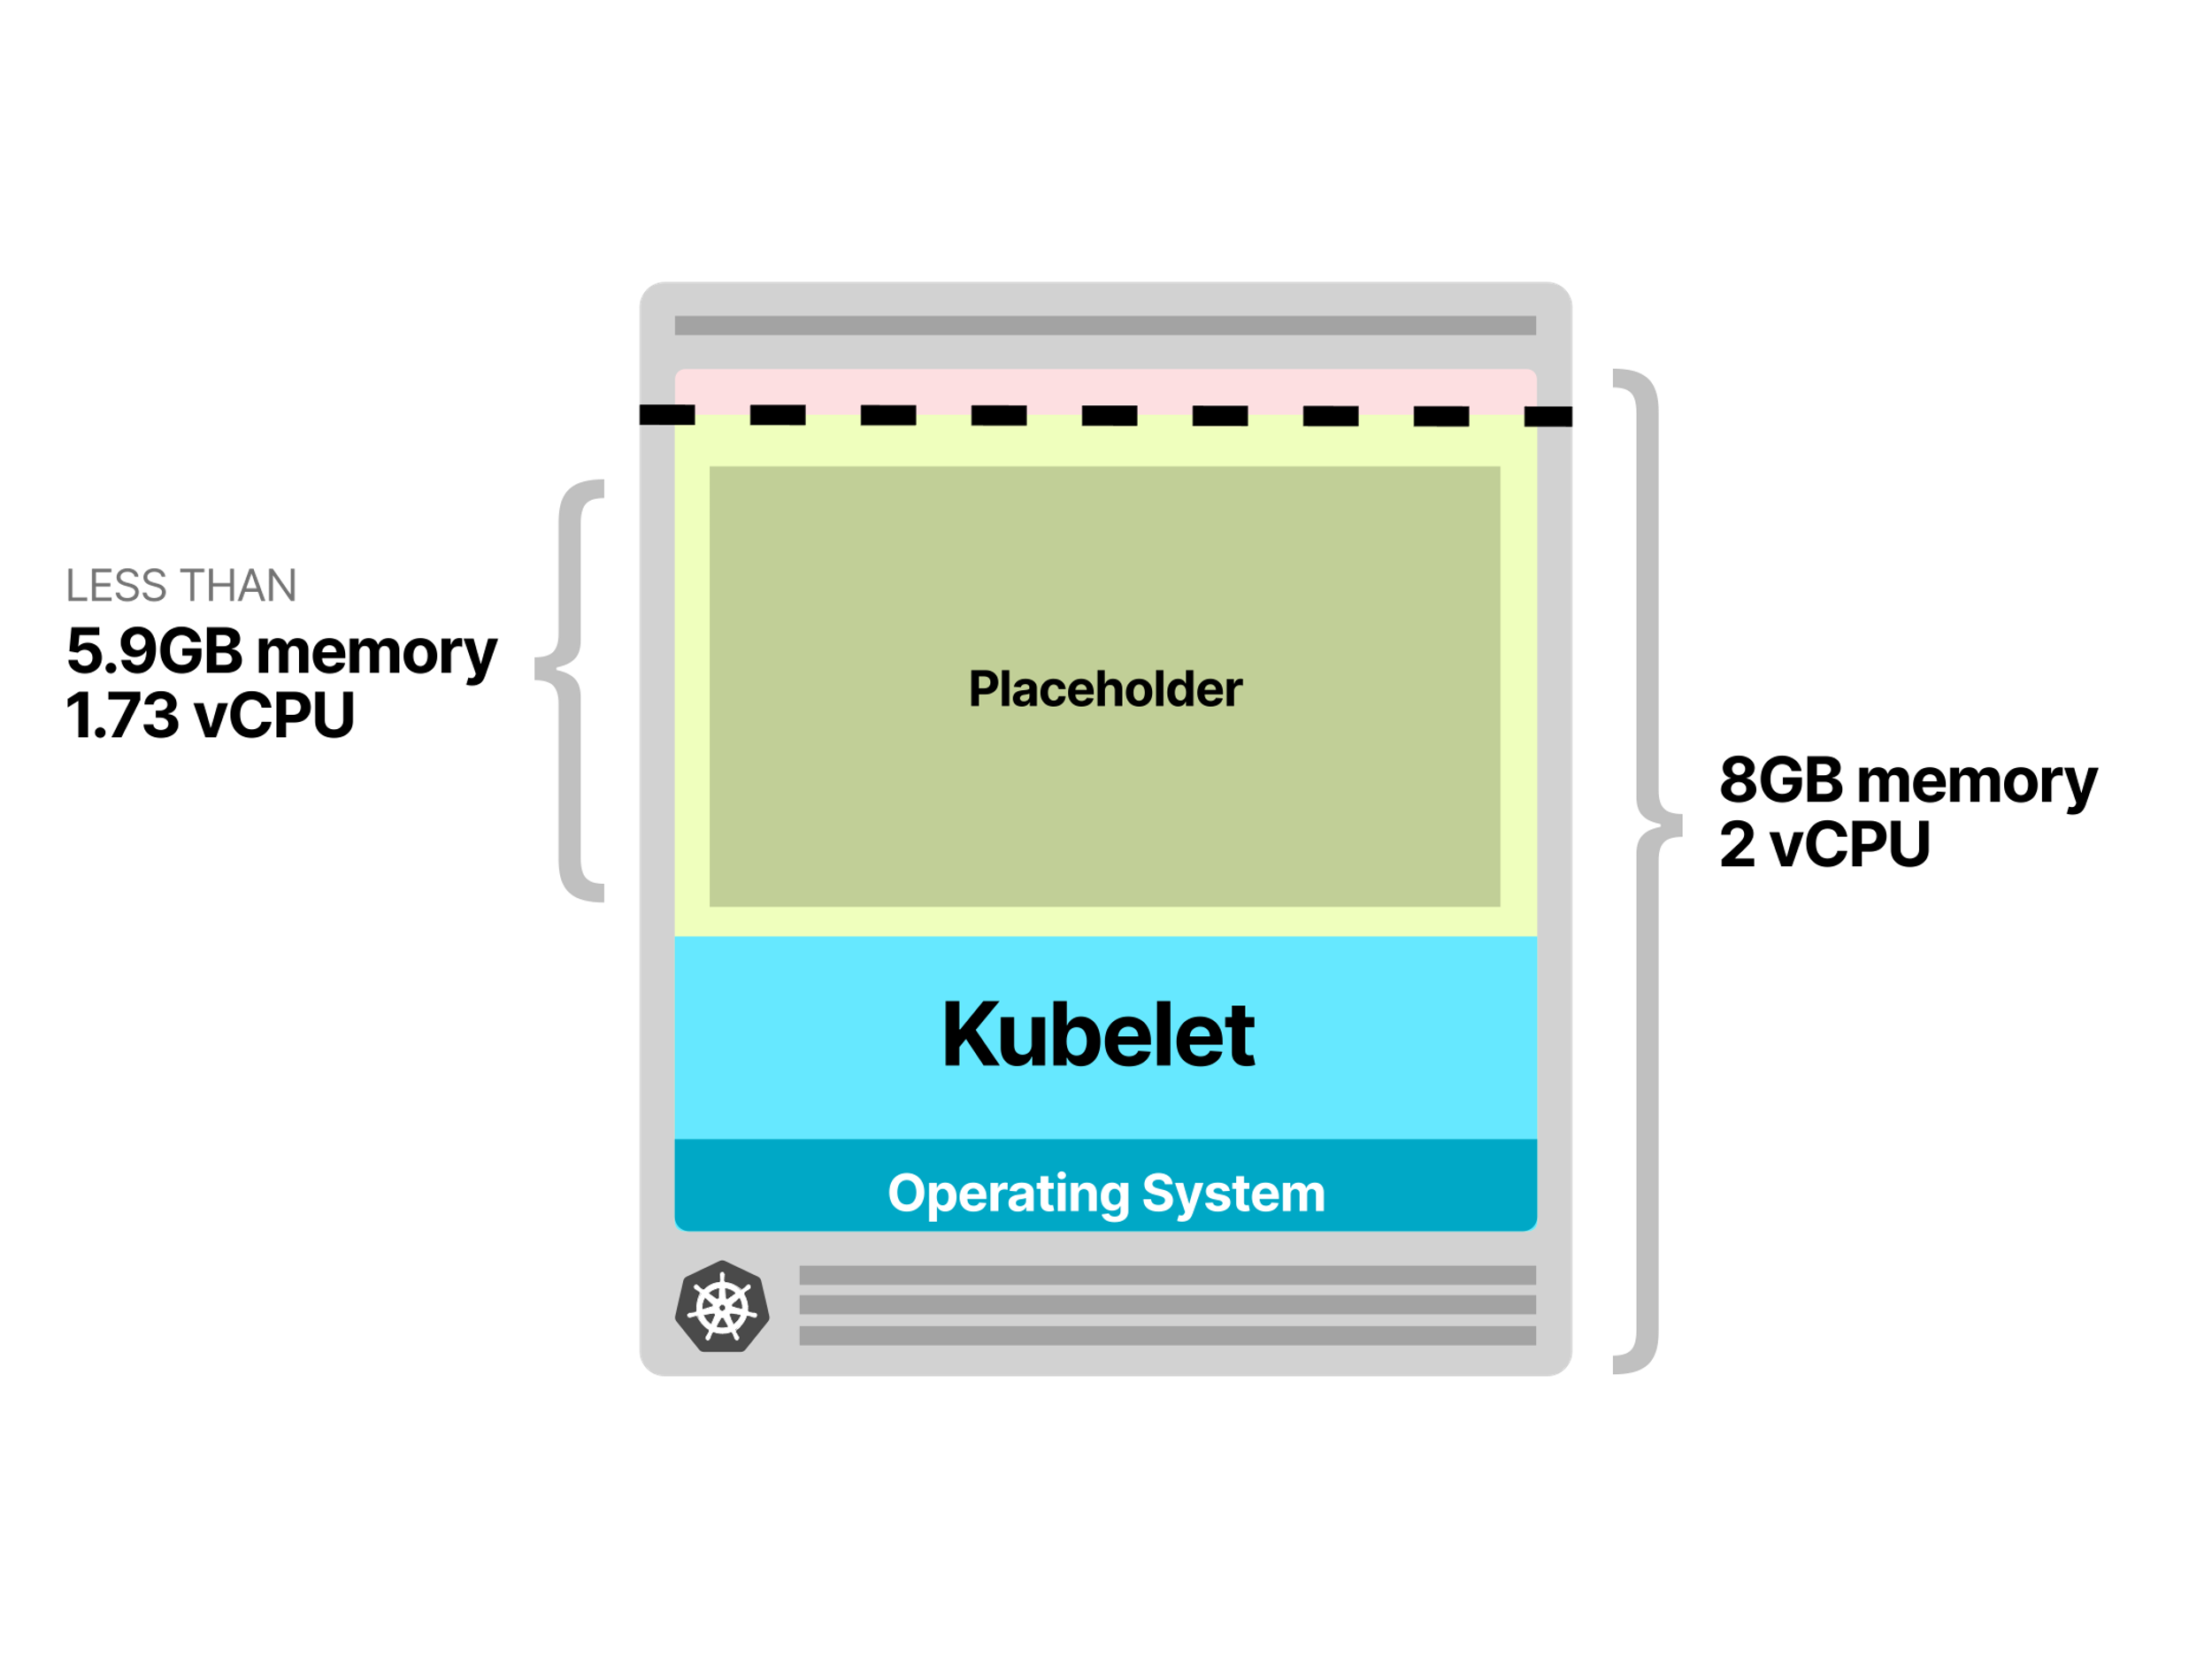 LESS THAN
5.9GB memory
1.73 vCPU
Placeholder
8GB memory
2 vCPU
Kubelet
Operating System